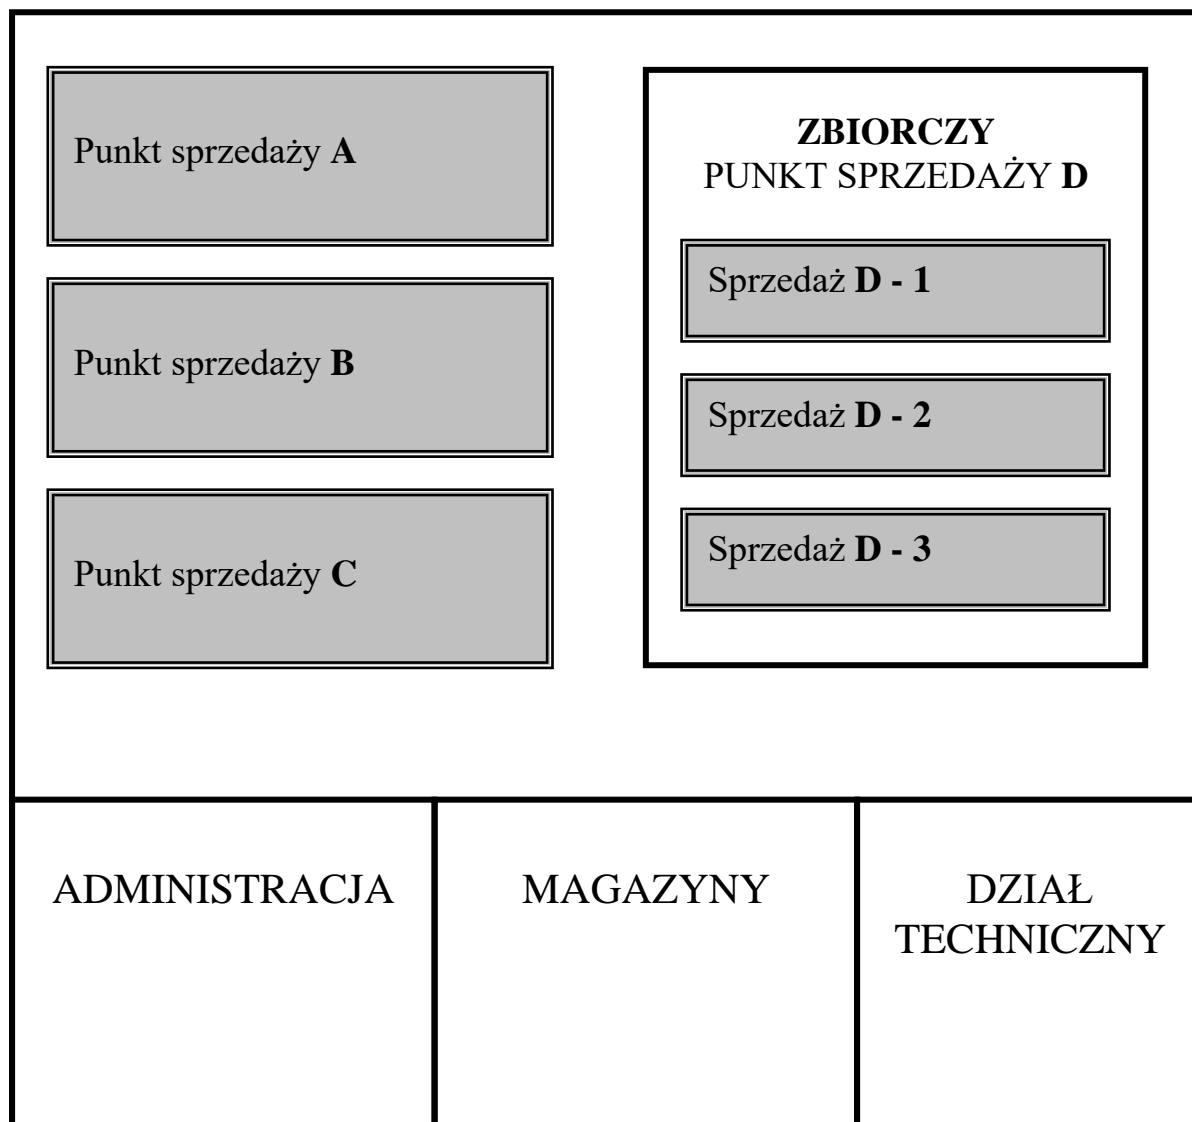 Punkt sprzedaży A
Punkt sprzedaży B
Punkt sprzedaży C
ZBIORCZY
PUNKT SPRZEDAŻY D
Sprzedaż D - 1
Sprzedaż D - 2
Sprzedaż D - 3
ADMINISTRACJA
MAGAZYNY
DZIAŁ
TECHNICZNY